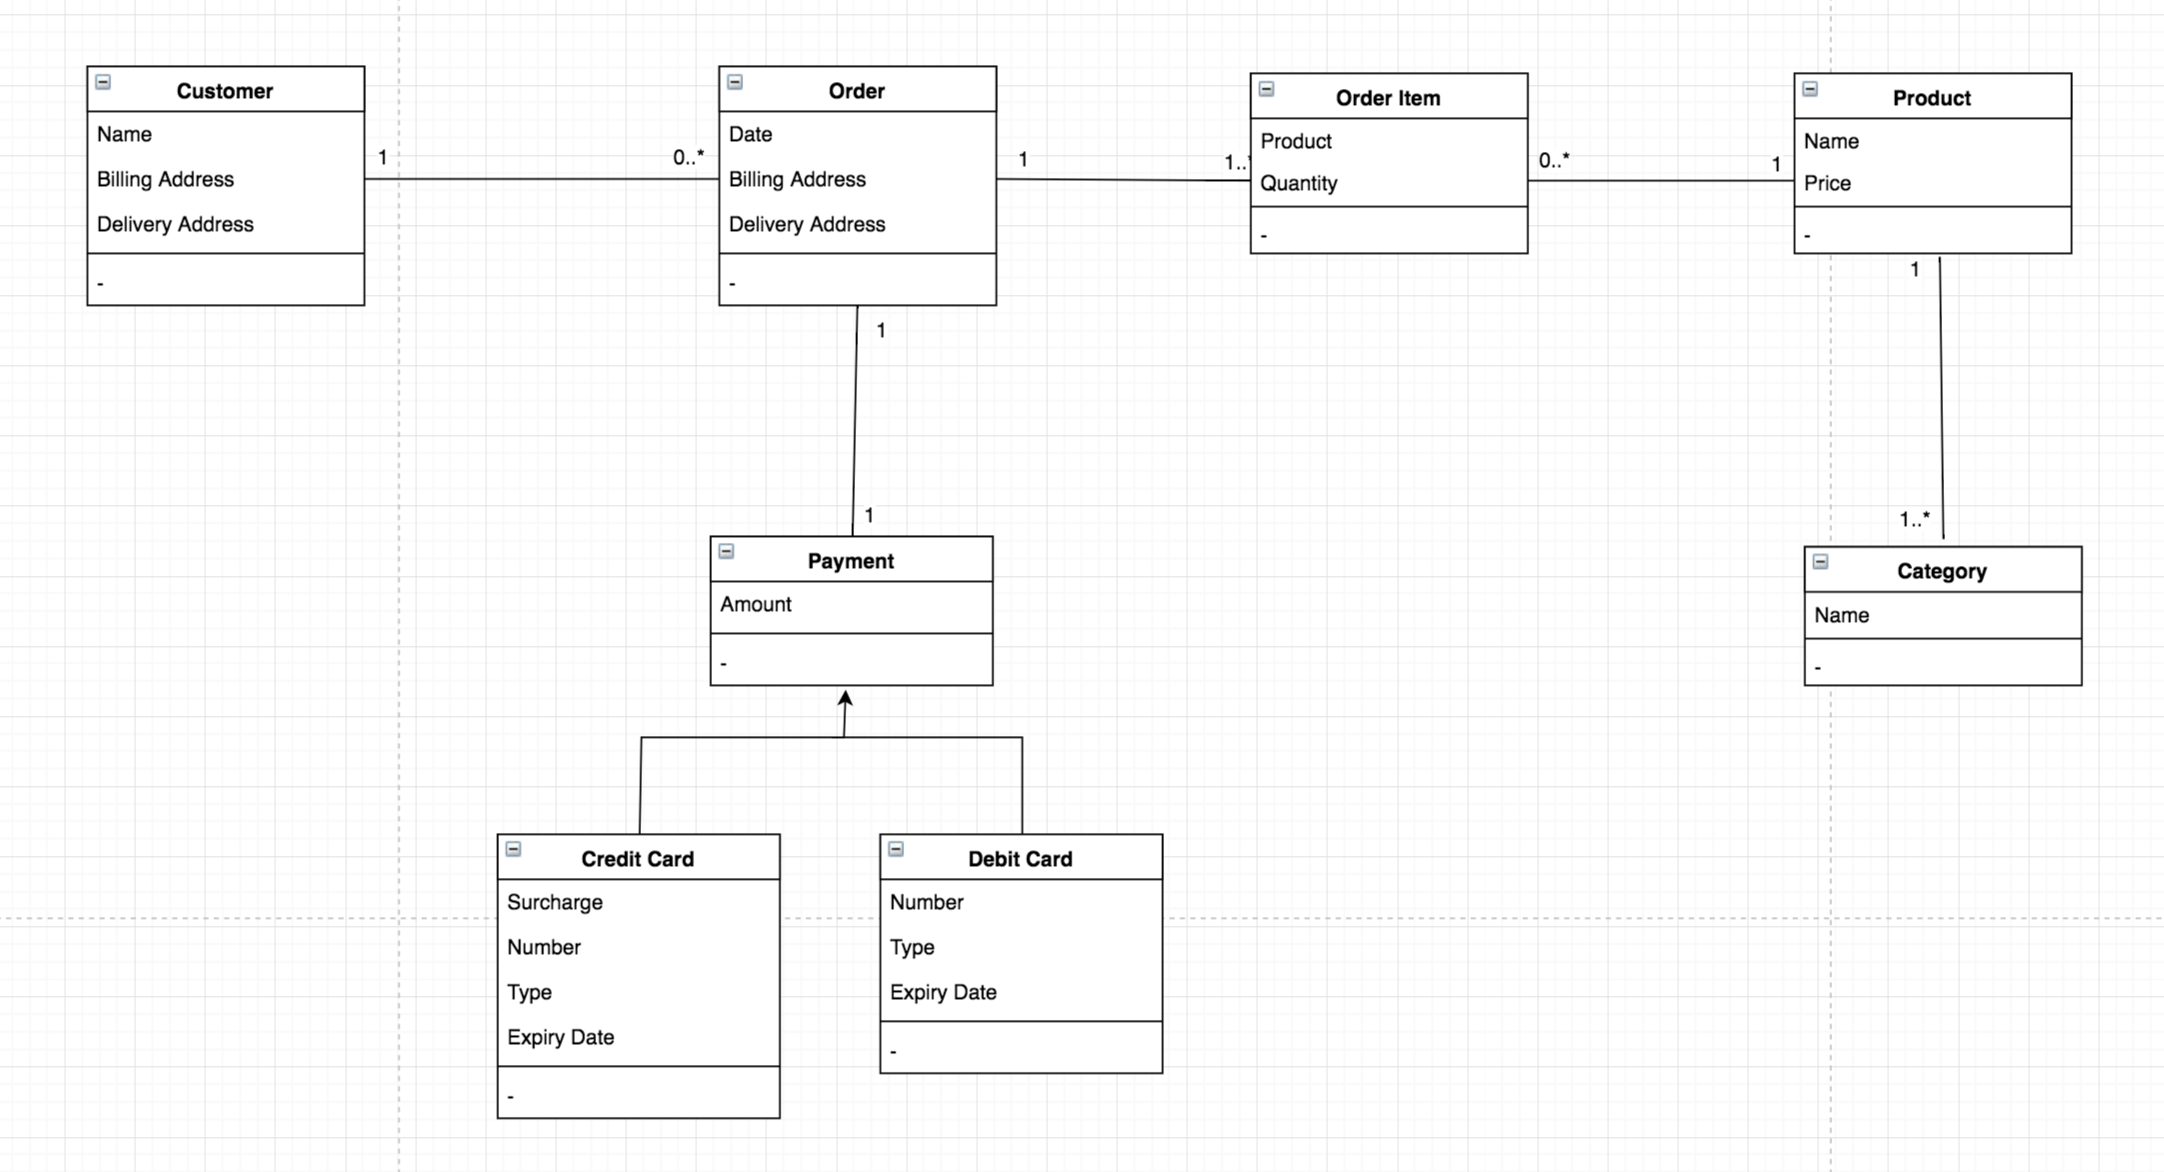 Customer
Name
Billing Address
Delivery Address
-
1
0..*
Order
Date
Billing Address
Delivery Address
-
1
1..*
Order Item
Product
Quantity
-
0..*
1
Product
Name
Price
-
1
1..*
Category
Name
-
1
1
Payment
Amount
-
Credit Card
Surcharge
Number
Type
Expiry Date
-
Debit Card
Number
Type
Expiry Date
-